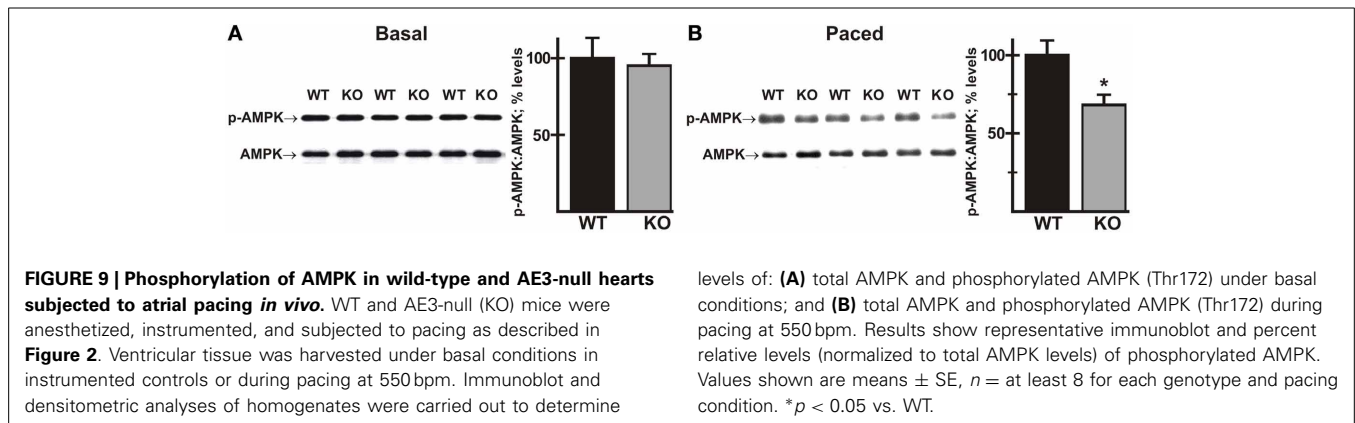 A
Basal
WT KO WT KO WT KO
p-AMPK→
AMPK→
p-AMPK:AMPK; % levels
100
50
WT KO
B
Paced
WT KO WT KO WT KO
p-AMPK→
AMPK→
p-AMPK:AMPK; % levels
100
50
*
WT KO
FIGURE 9 | Phosphorylation of AMPK in wild-type and AE3-null hearts
subjected to atrial pacing in vivo. WT and AE3-null (KO) mice were
anesthetized, instrumented, and subjected to pacing as described in
Figure 2. Ventricular tissue was harvested under basal conditions in
instrumented controls or during pacing at 550 bpm. Immunoblot and
densitometric analyses of homogenates were carried out to determine
levels of: (A) total AMPK and phosphorylated AMPK (Thr172) under basal
conditions; and (B) total AMPK and phosphorylated AMPK (Thr172) during
pacing at 550 bpm. Results show representative immunoblot and percent
relative levels (normalized to total AMPK levels) of phosphorylated AMPK.
Values shown are means ± SE, n = at least 8 for each genotype and pacing
condition. *p < 0.05 vs. WT.